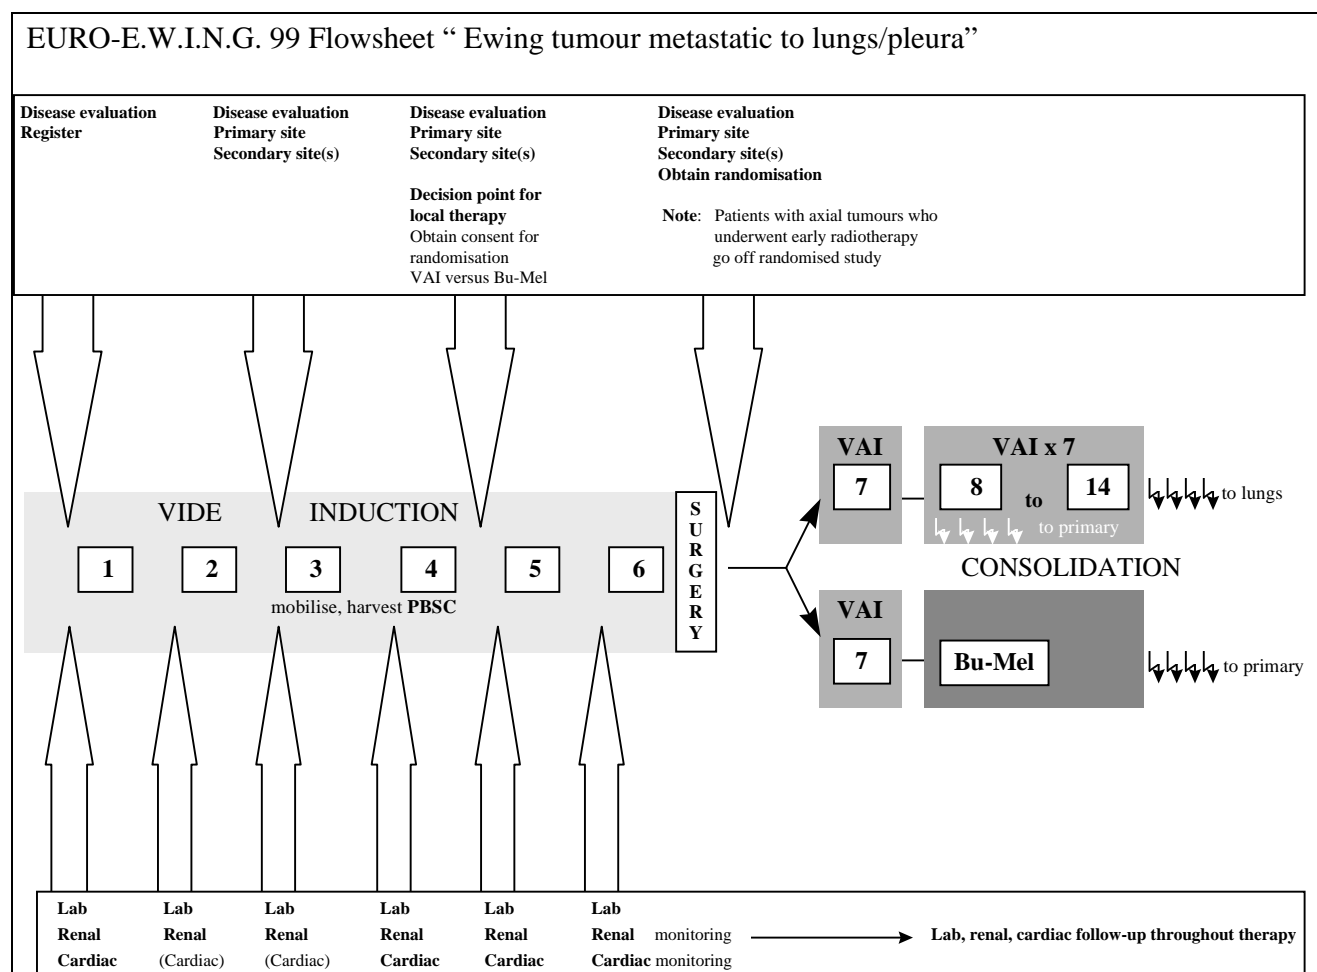 EURO-E.W.I.N.G. 99 Flowsheet “ Ewing tumour metastatic to lungs/pleura”
Disease evaluation
Register
Disease evaluation
Primary site
Secondary site(s)
Disease evaluation
Primary site
Secondary site(s)
Decision point for
local therapy
Obtain consent for
randomisation
VAI versus Bu-Mel
Disease evaluation
Primary site
Secondary site(s)
Obtain randomisation
Note: Patients with axial tumours who
underwent early radiotherapy
go off randomised study
VIDE INDUCTION
1 2 3 4 5 6
mobilise, harvest PBSC
SURGERY
VAI
7
VAI x 7
8 to 14
to primary
to lungs
CONSOLIDATION
VAI
7
Bu-Mel
to primary
Lab Lab Lab Lab Lab Lab
Renal Renal Renal Renal Renal Renal monitoring
Cardiac (Cardiac) (Cardiac) Cardiac Cardiac Cardiac monitoring
Lab, renal, cardiac follow-up throughout therapy